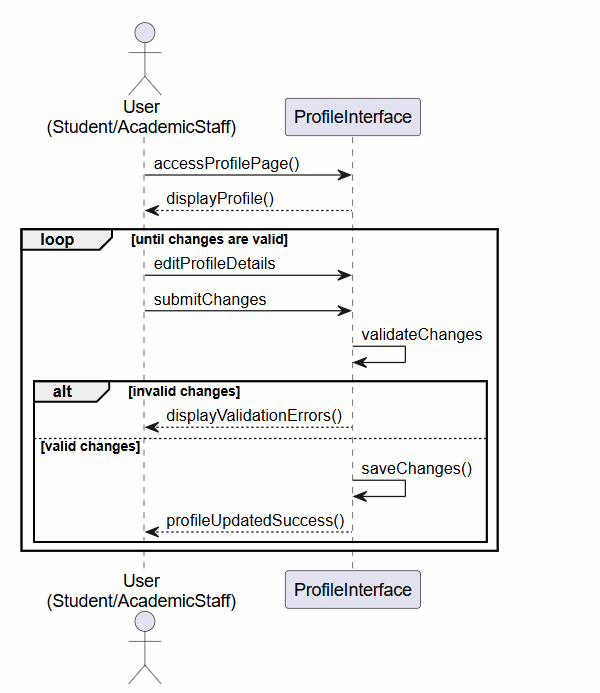 User
(Student/AcademicStaff)
ProfileInterface
accessProfilePage()
displayProfile()
loop [until changes are valid]
editProfileDetails
submitChanges
validateChanges
alt [invalid changes]
displayValidationErrors()
[valid changes]
saveChanges()
profileUpdatedSuccess()
User
(Student/AcademicStaff)
ProfileInterface